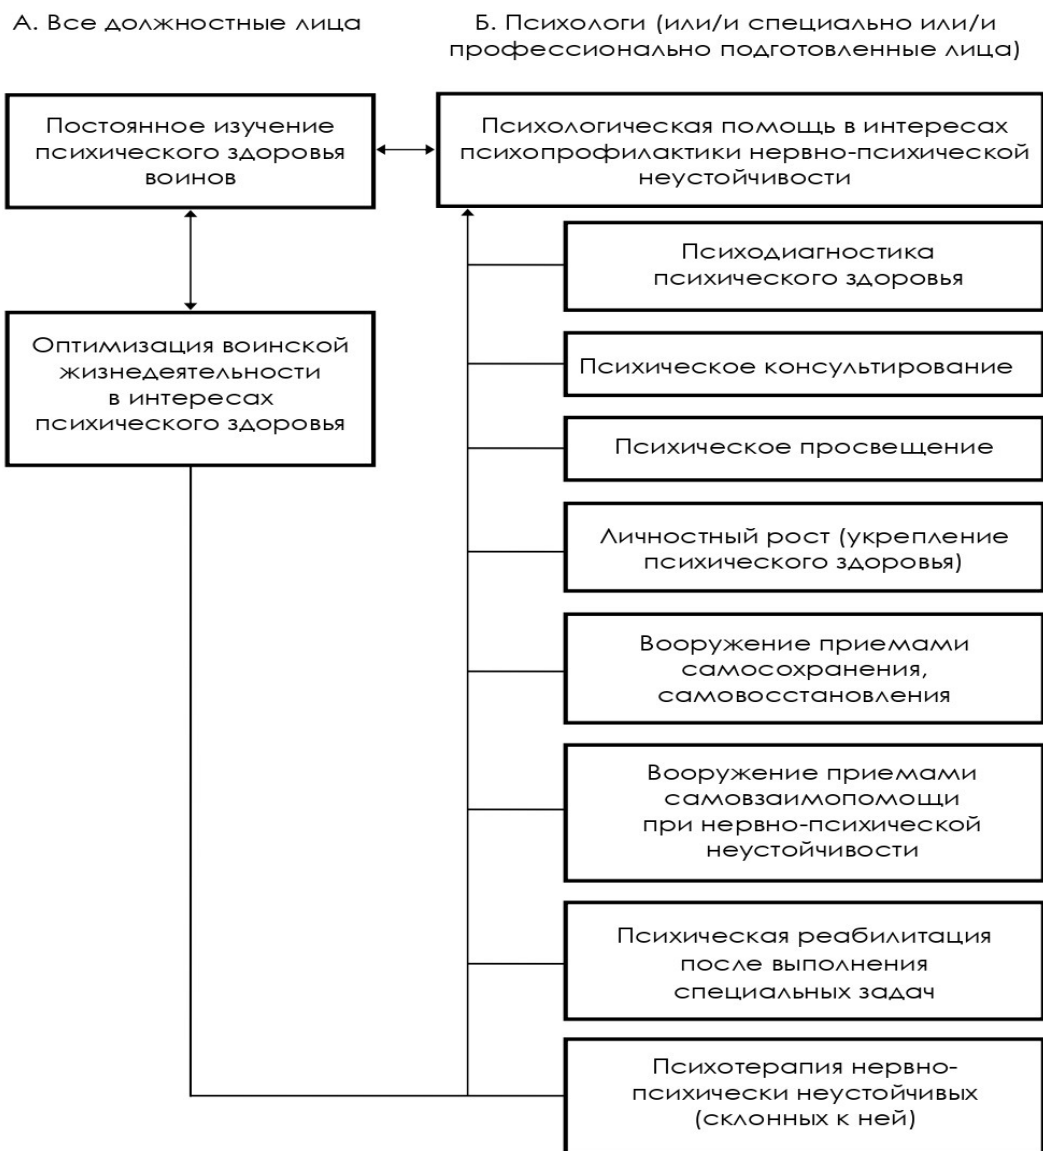 А. Все должностные лица
Б. Психологи (или/и специально или/и
профессионально подготовленные лица)
Постоянное изучение
психического здоровья
воинов
Психологическая помощь в интересах
психопрофилактики нервно-психической
неустойчивости
Оптимизация воинской
жизнедеятельности
в интересах
психического здоровья
Психодиагностика
психического здоровья
Психическое консультирование
Психическое просвещение
Личностный рост (укрепление
психического здоровья)
Вооружение приемами
самосохранения,
самовосстановления
Вооружение приемами
самовзаимопомощи
при нервно-психической
неустойчивости
Психическая реабилитация
после выполнения
специальных задач
Психотерапия нервно-
психически неустойчивых
(склонных к ней)